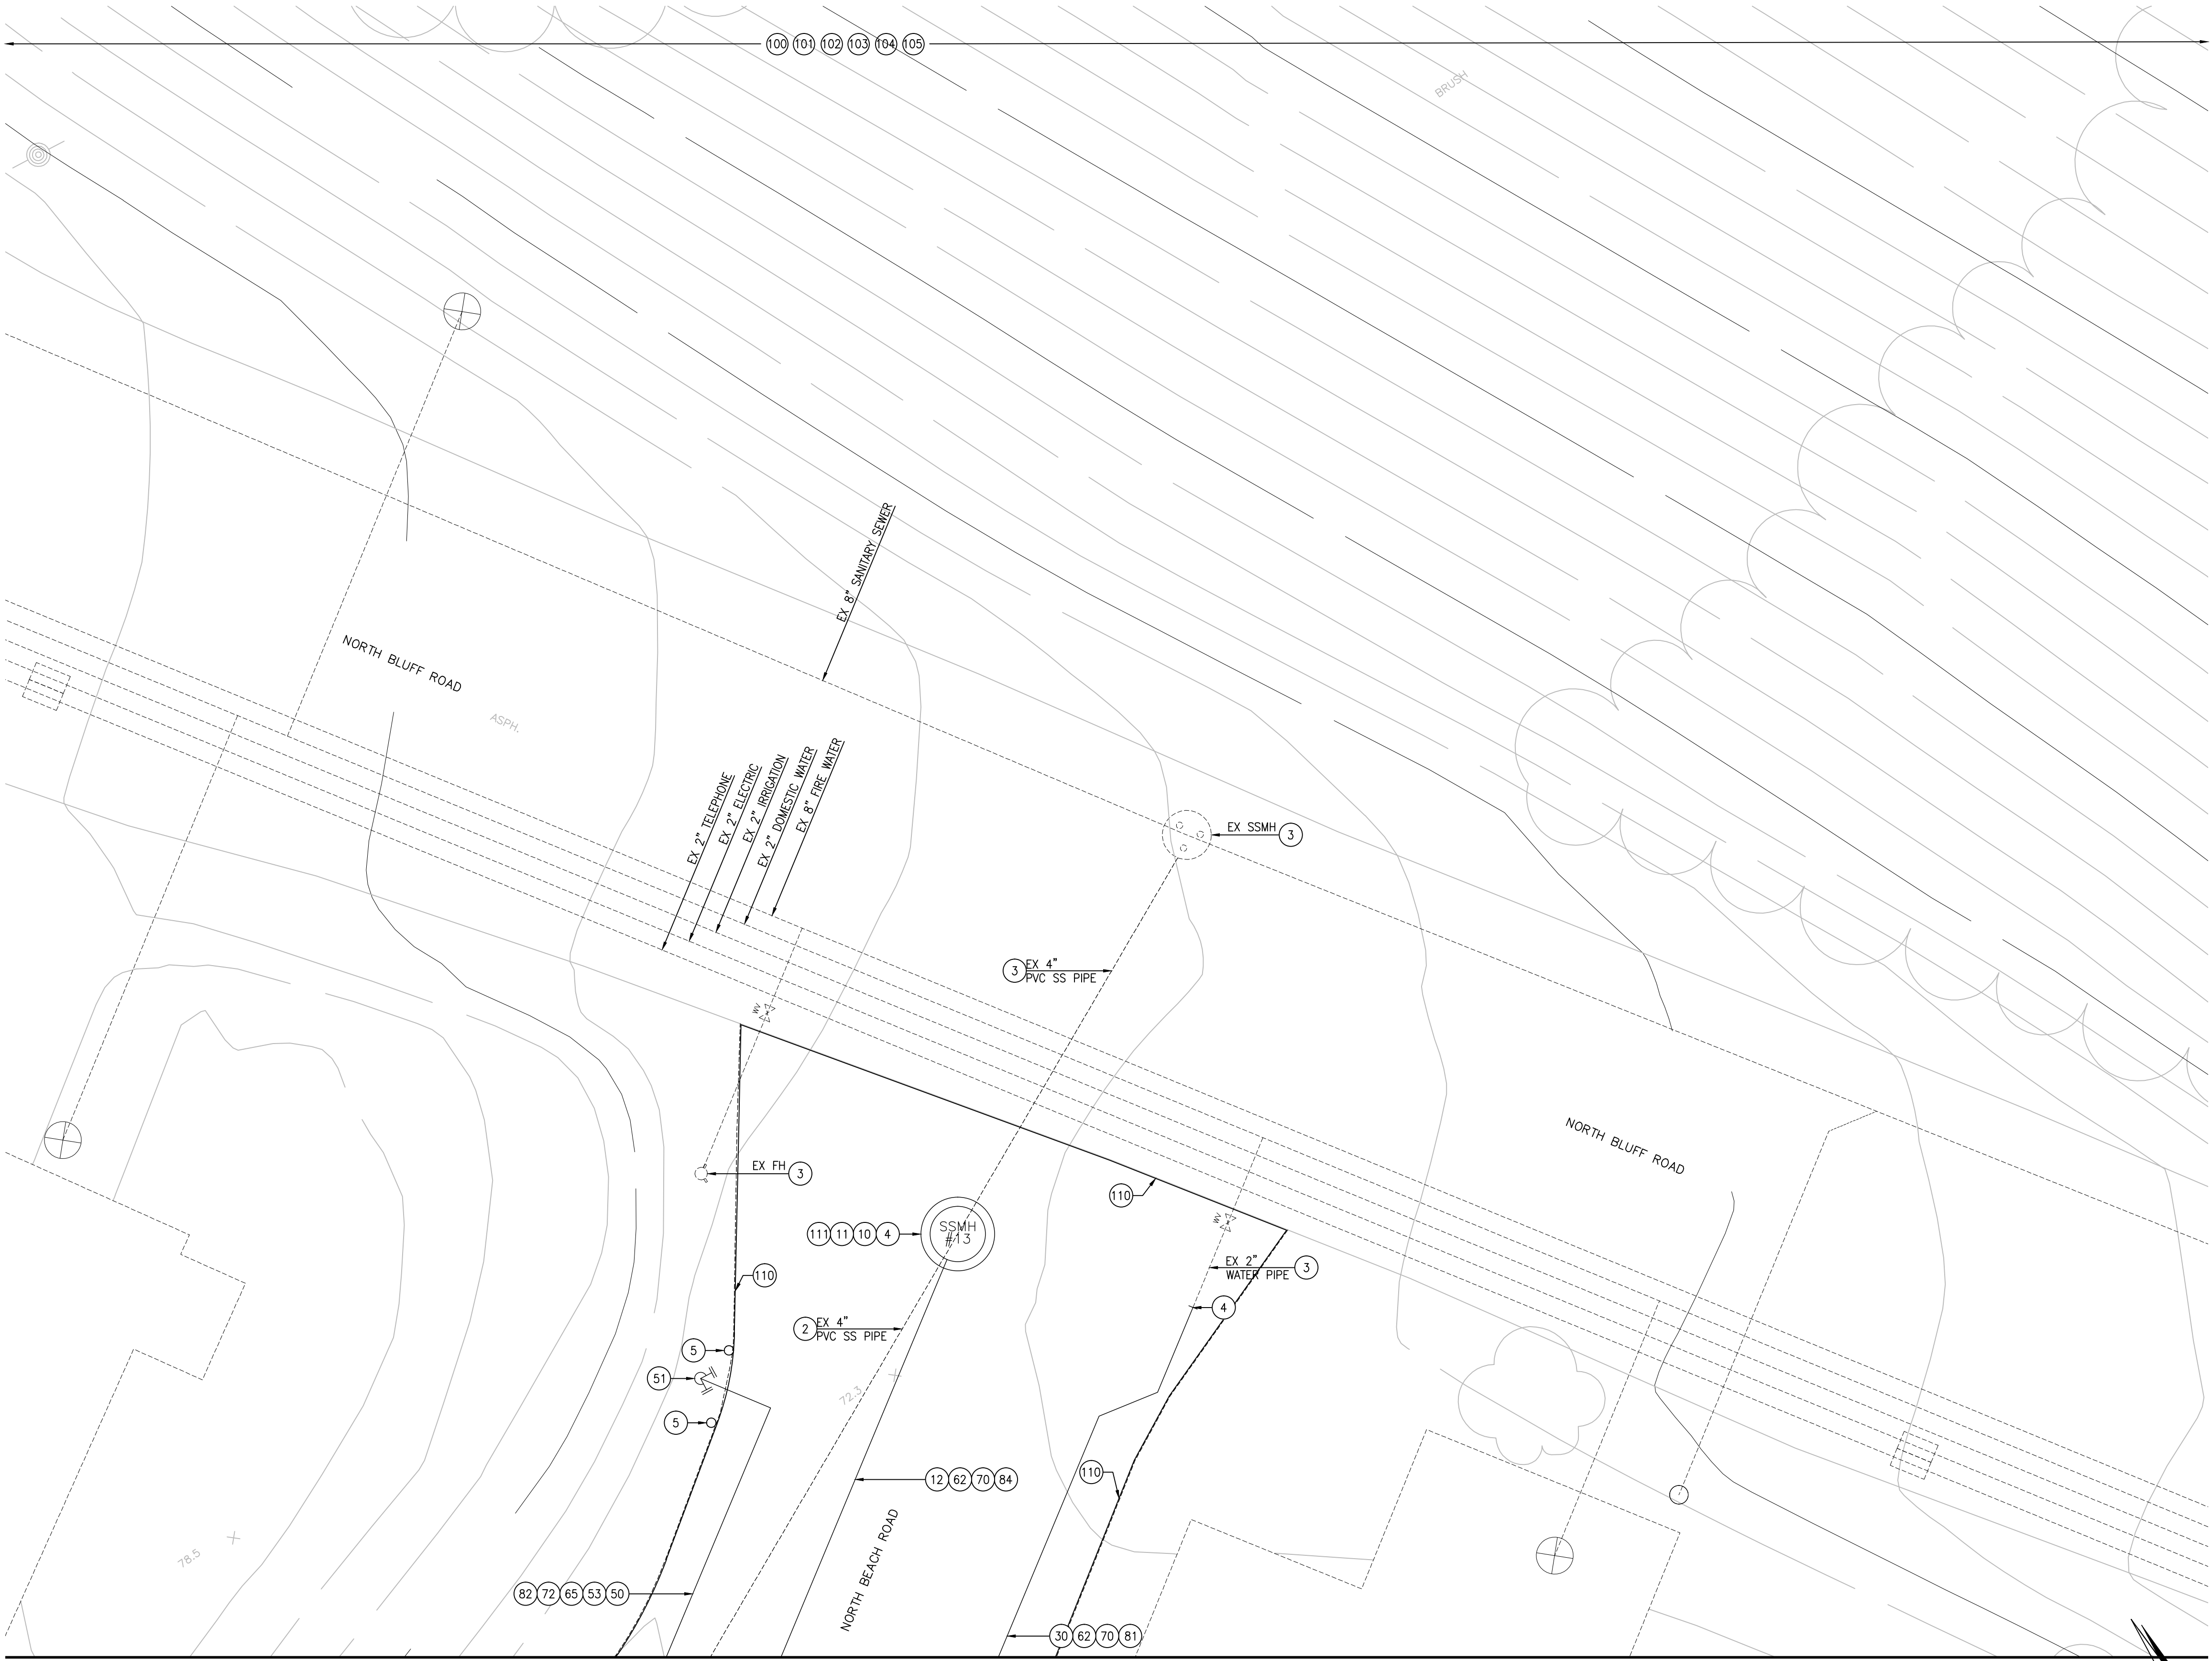 100 101 102 103 104 105
BRUSH
EX 8" SANITARY SEWER
NORTH BLUFF ROAD
ASPH.
EX 2" TELEPHONE
EX 2" ELECTRIC
EX 2" IRRIGATION
EX 2" DOMESTIC WATER
EX 8" FIRE WATER
EX SSMH 3
3 EX 4"
PVC SS PIPE
WV
NORTH BLUFF ROAD
EX FH 3
110
WV
111 11 10 4
SSMH
#13
EX 2"
WATER PIPE 3
110
4
2 EX 4"
PVC SS PIPE
5
51
72.3
5
12 62 70 84
110
78.5
NORTH BEACH ROAD
82 72 65 53 50
30 62 70 81